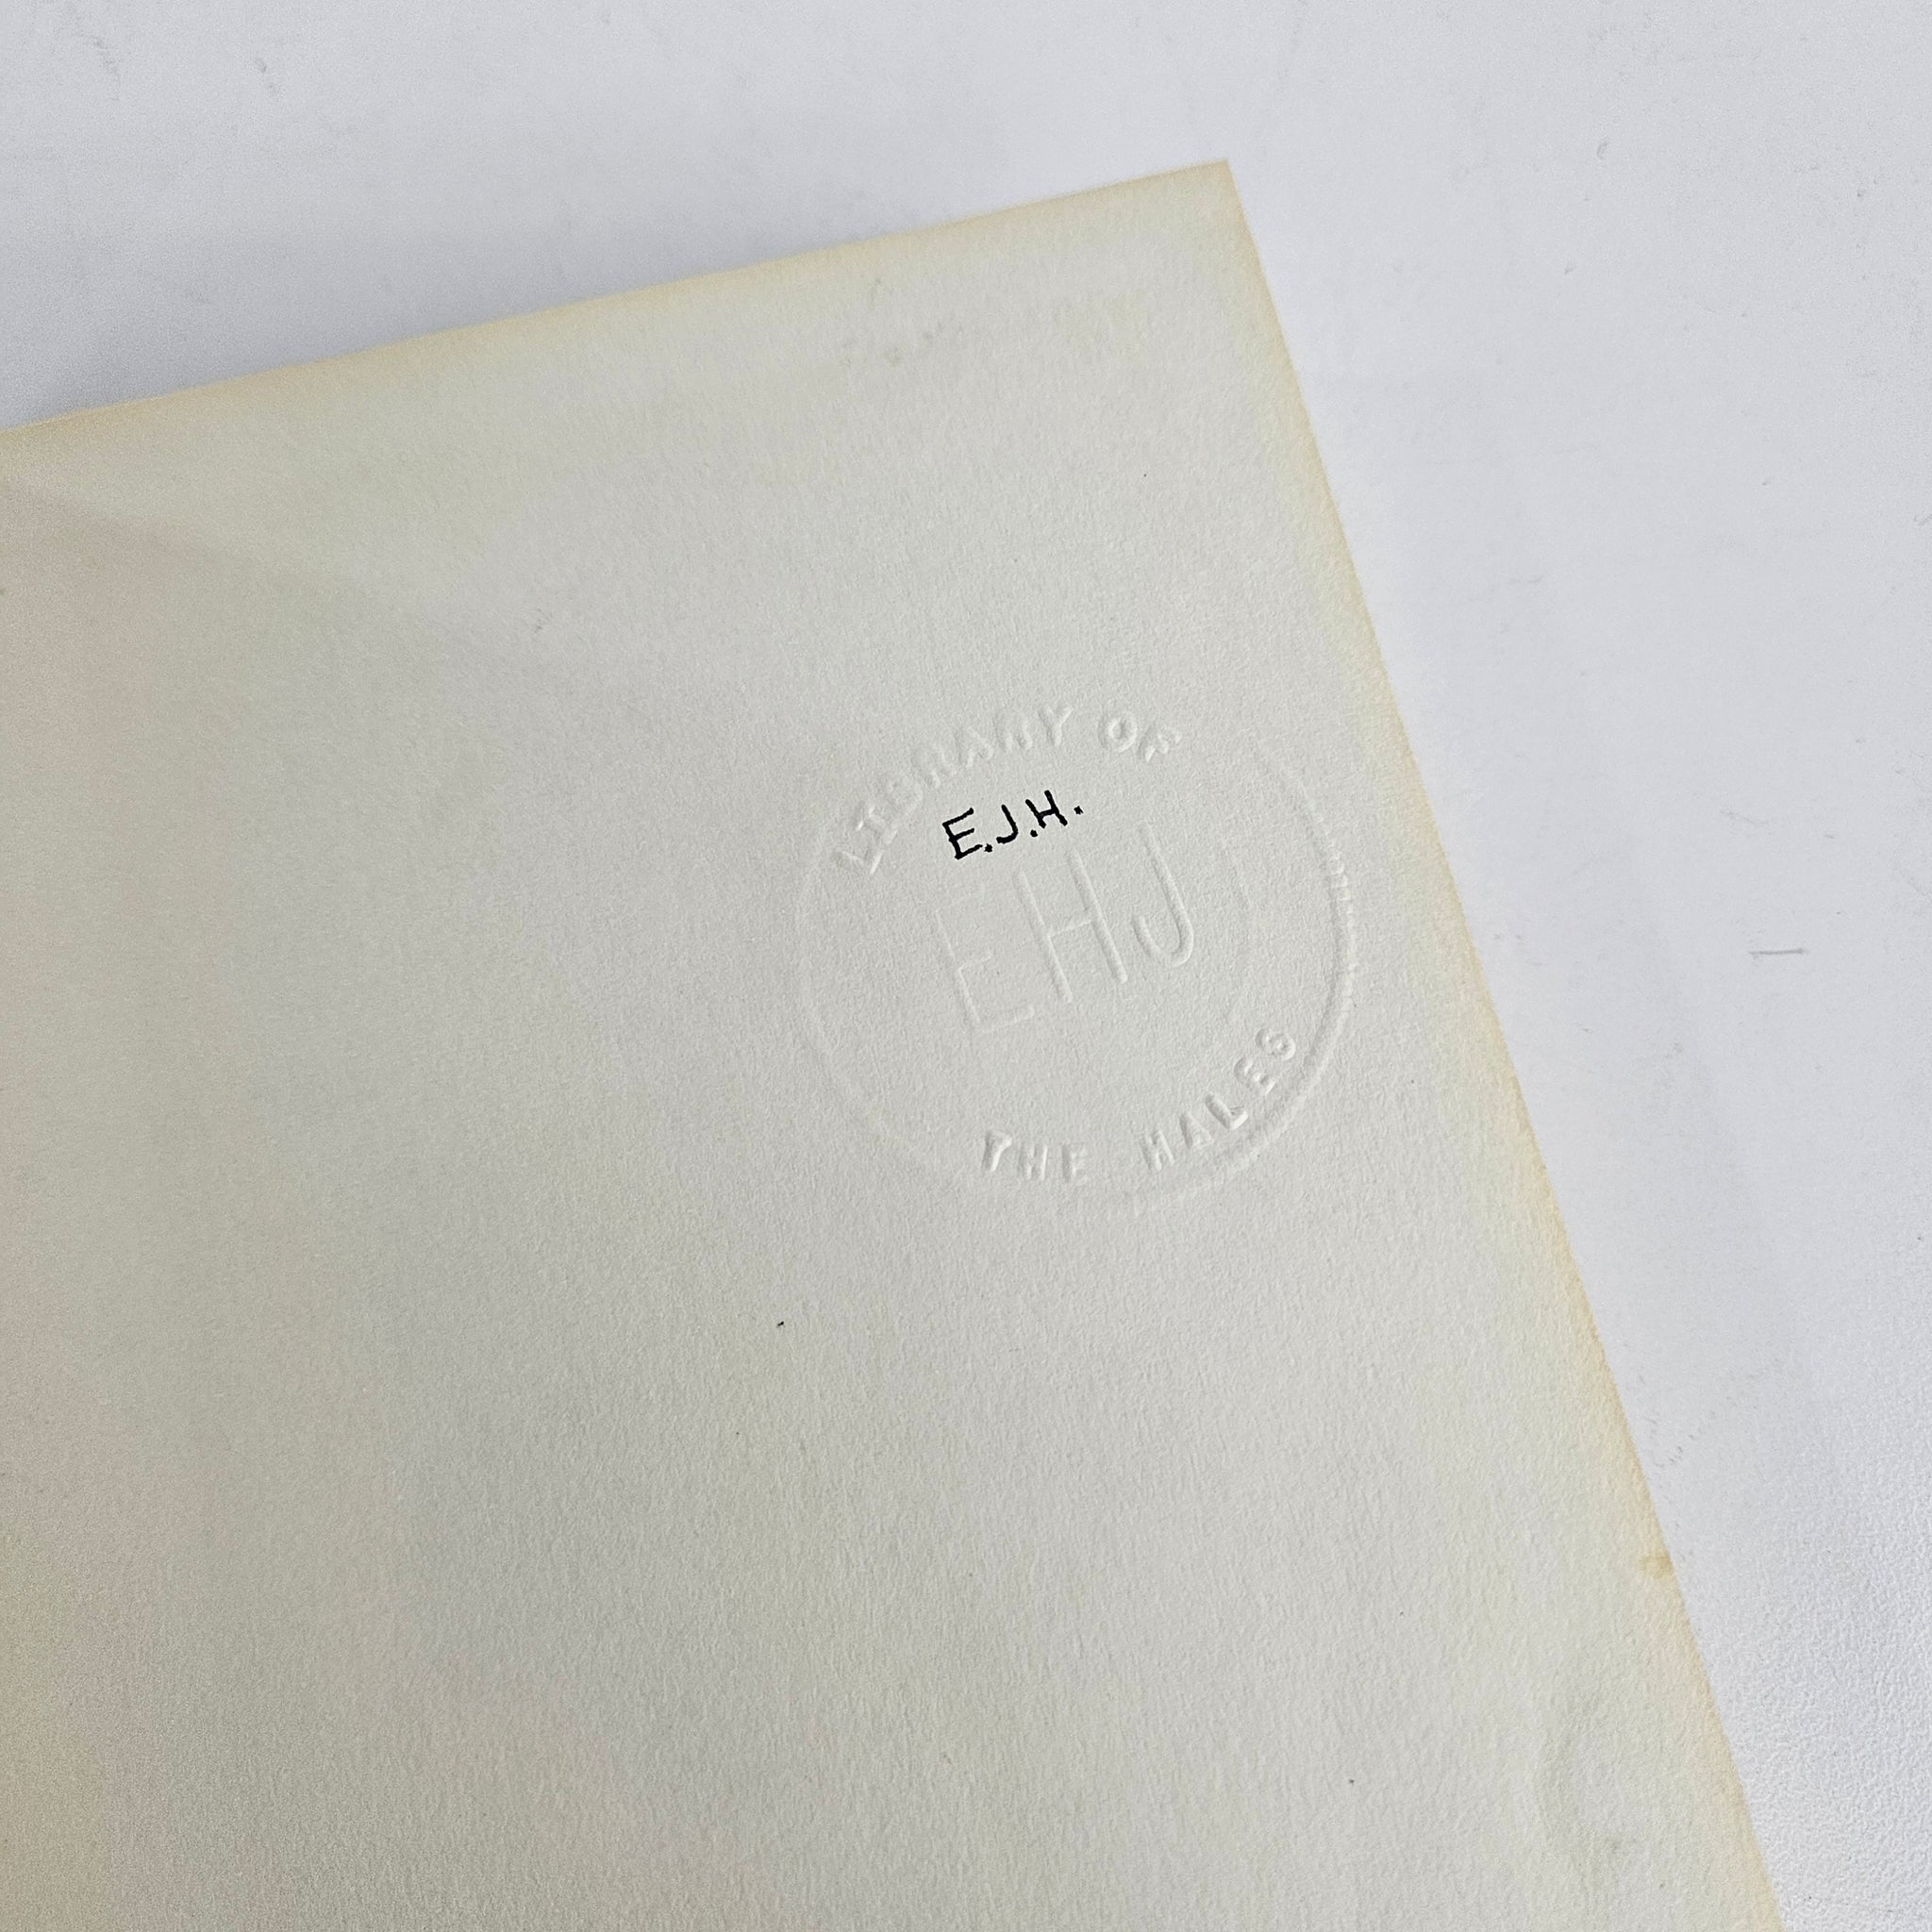 LIBRARY OF
E.J.H.
EHJ
THE HALES